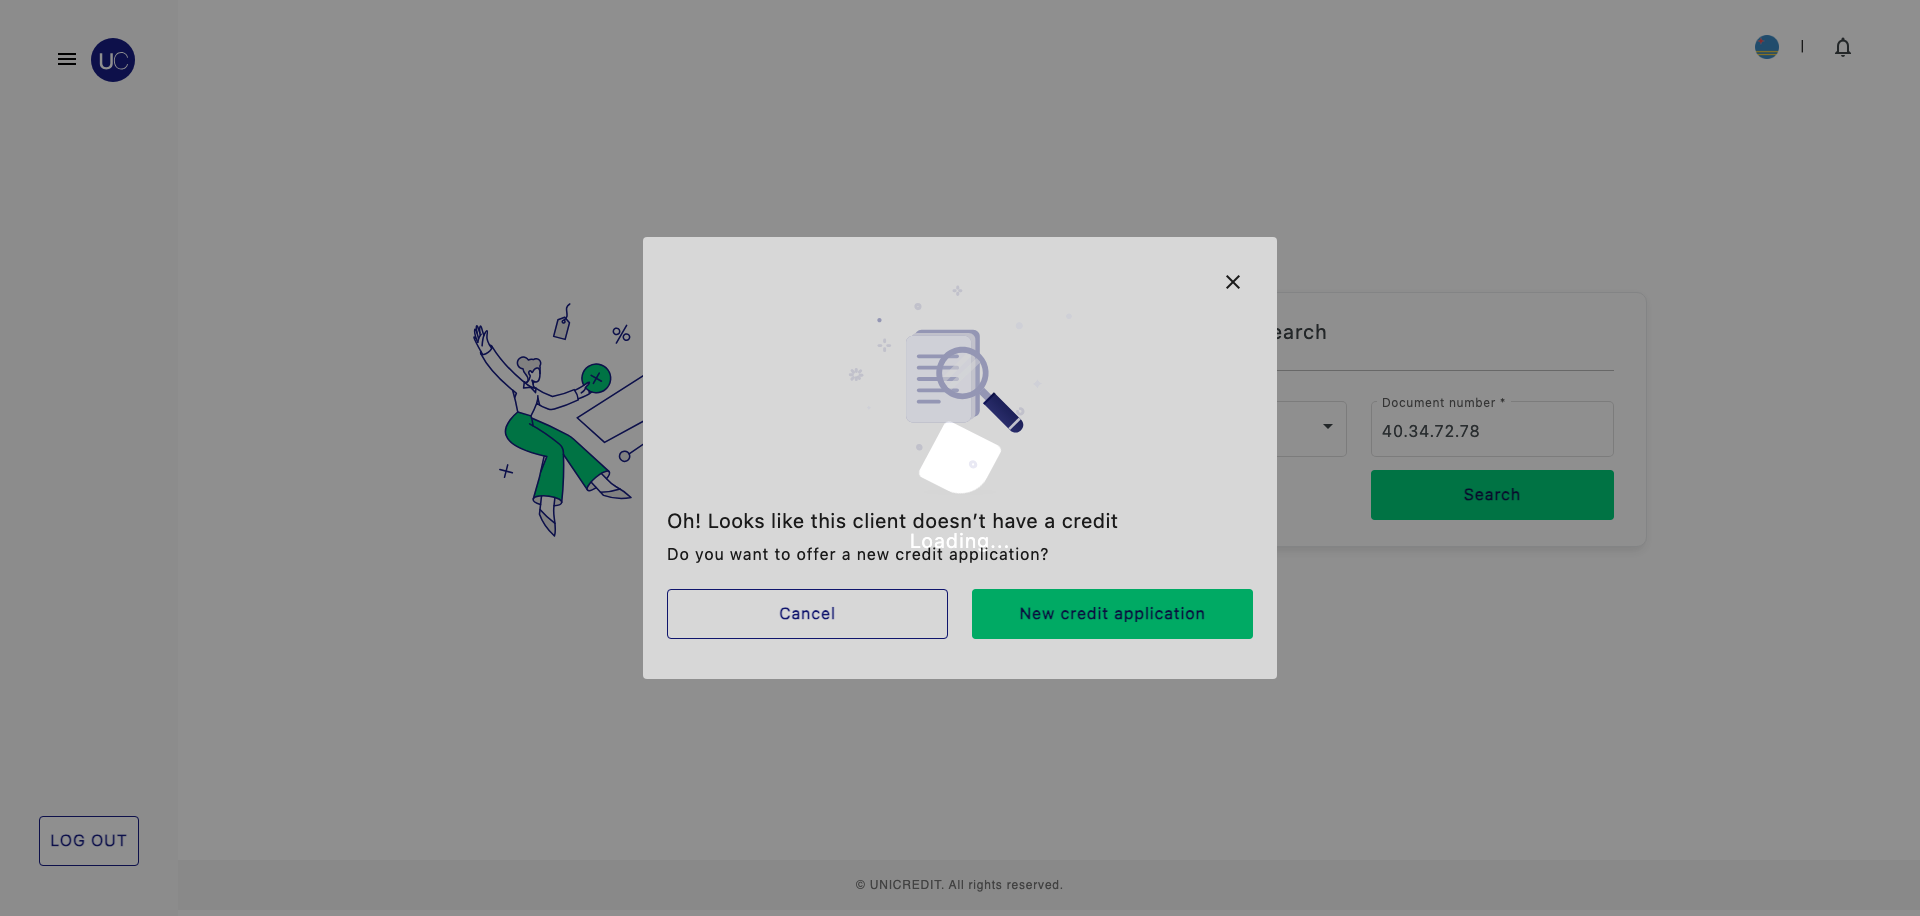 UC
|
%
earch
Document number *
40.34.72.78
Search
Oh! Looks like this client doesn't have a credit
Loading...
Do you want to offer a new credit application?
Cancel
New credit application
LOG OUT
© UNICREDIT. All rights reserved.